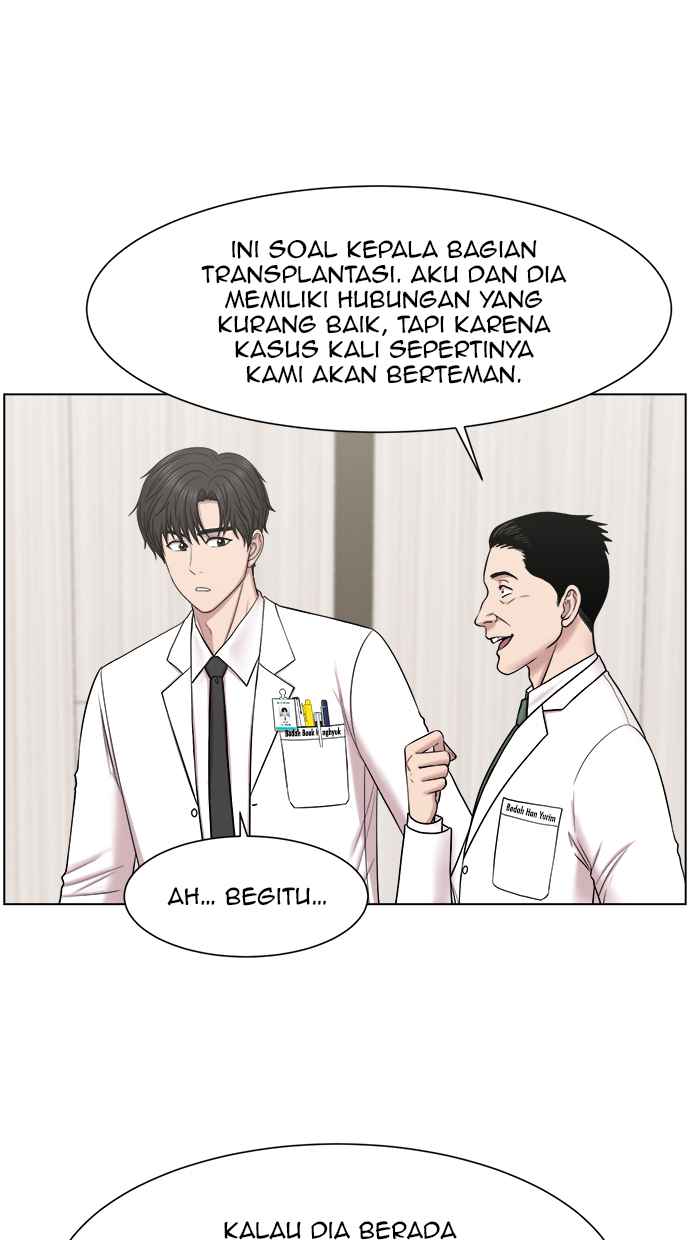 INI SOAL KEPALA BAGIAN
TRANSPLANTASI. AKU DAN DIA
MEMILIKI HUBUNGAN YANG
KURANG BAIK, TAPI KARENA
KASUS KALI SEPERTINYA
KAMI AKAN BERTEMAN.
Bedah Han Yurim
AH... BEGITU...
KALAU DIA BERADA